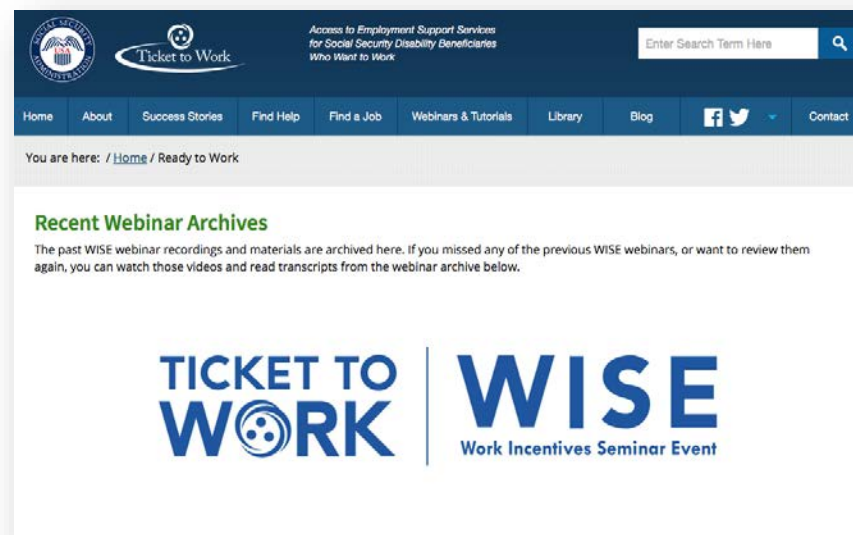 SOCIAL SECURITY ADMINISTRATION
USA
Ticket to Work
Access to Employment Support Services
for Social Security Disability Beneficiaries
Who Want to Work
Enter Search Term Here
Home About Success Stories Find Help Find a Job Webinars & Tutorials Library Blog Contact
You are here: / Home / Ready to Work
Recent Webinar Archives
The past WISE webinar recordings and materials are archived here. If you missed any of the previous WISE webinars, or want to review them
again, you can watch those videos and read transcripts from the webinar archive below.
TICKET TO
WORK
WISE
Work Incentives Seminar Event